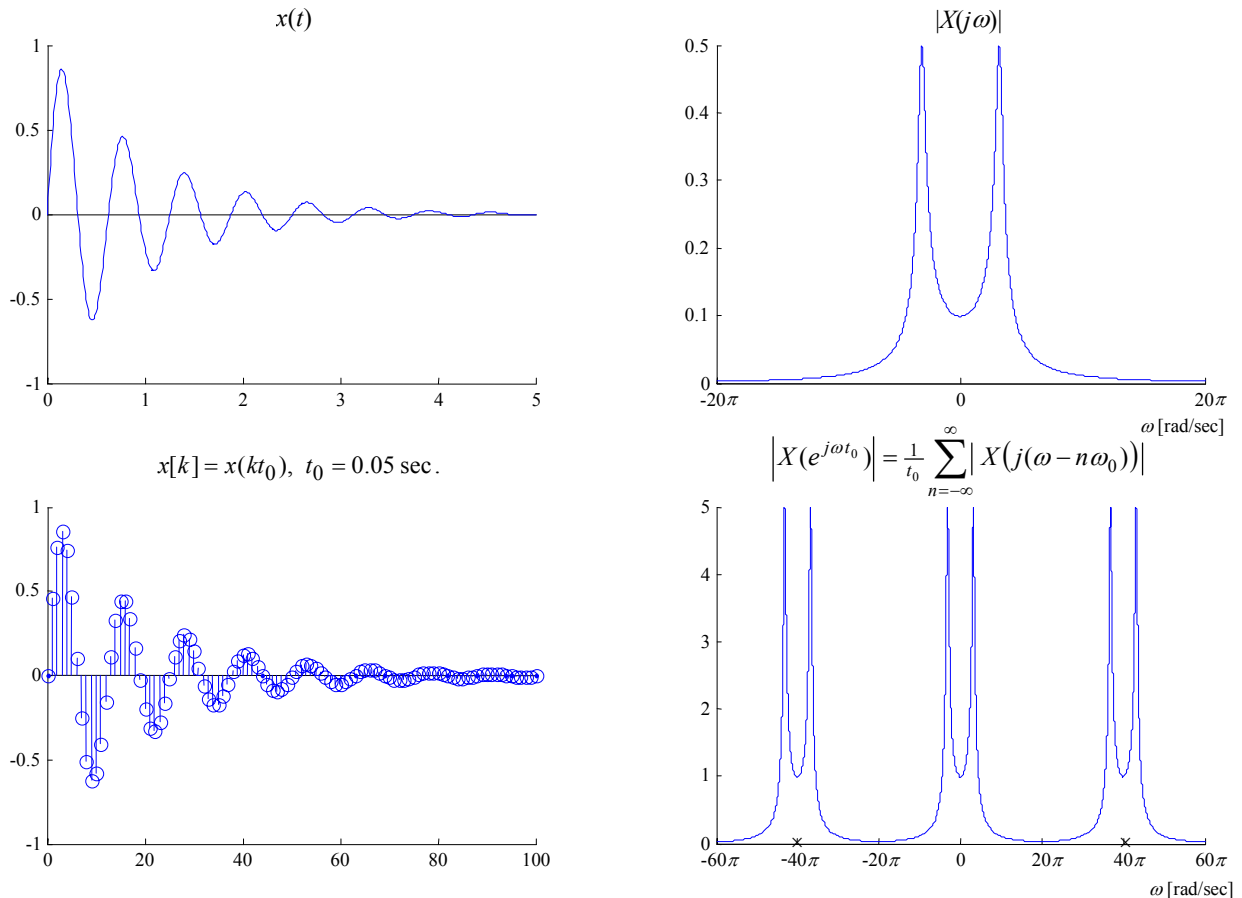 x(t)
1
0.5
0
-0.5
-1
0 1 2 3 4 5
|X(jω)|
0.5
0.4
0.3
0.2
0.1
0
-20π 0 20π
ω [rad/sec]
x[k] = x(kt₀), t₀ = 0.05 sec.
1
0.5
0
-0.5
-1
0 20 40 60 80 100
|X(e^{jωt₀})| = 1/t₀ ∑_{n=-∞}^{∞} |X(j(ω − nω₀))|
5
4
3
2
1
0
-60π -40π -20π 0 20π 40π 60π
ω [rad/sec]